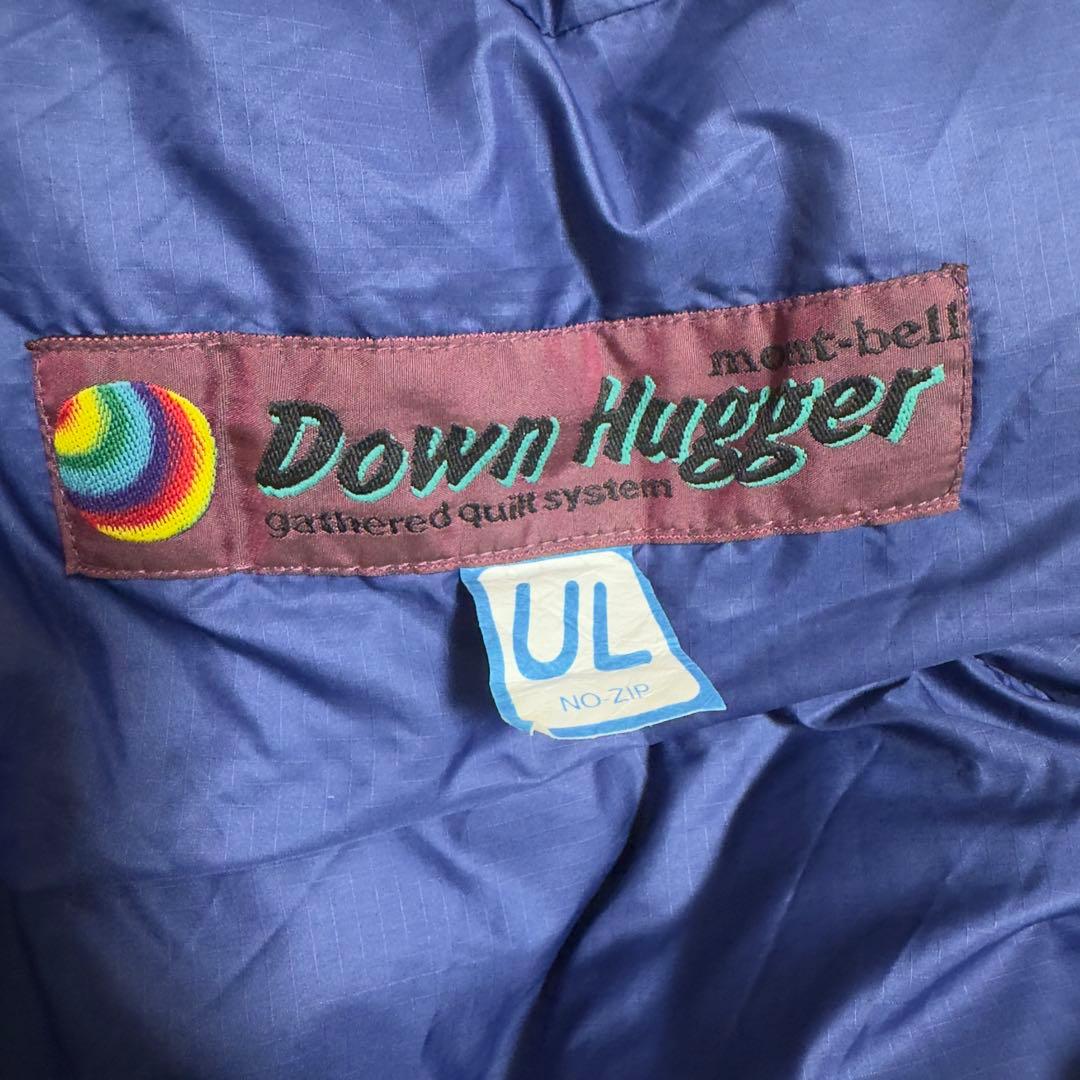 mont-bell
Down Hugger
gathered quilt system
UL
NO-ZIP